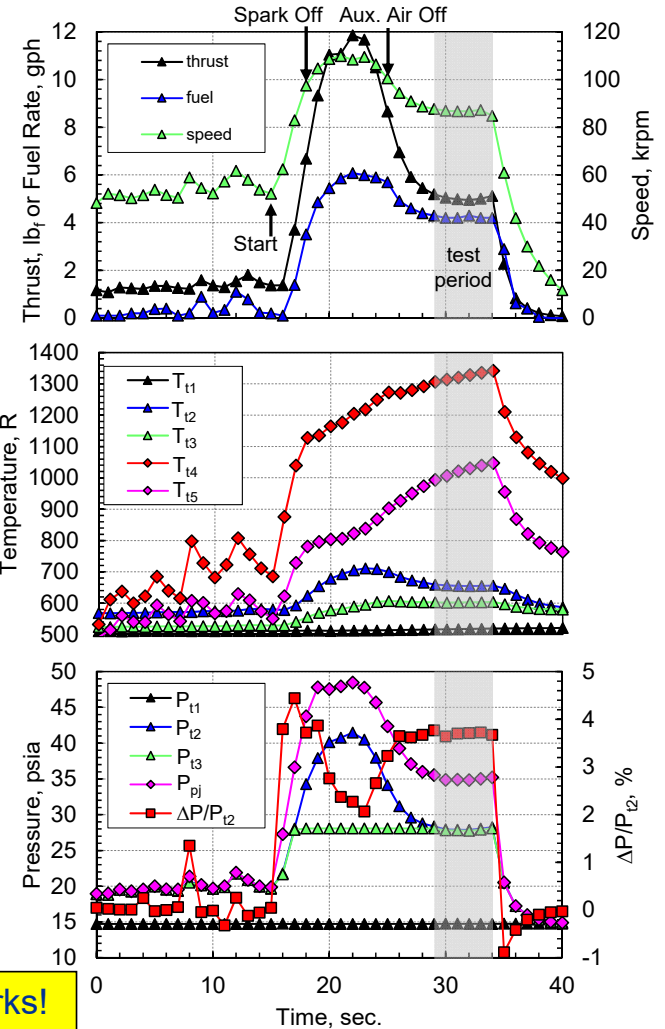 Spark Off Aux. Air Off
12 120
10 100
8 80
6 60
4 40
2 20
0 0
thrust
fuel
speed
Start
test
period
Thrust, lbf or Fuel Rate, gph
Speed, krpm
1400
1300
1200
1100
1000
900
800
700
600
500
Tt1
Tt2
Tt3
Tt4
Tt5
Temperature, R
50 5
45
40 4
35 3
30 2
25
20 1
15 0
10 -1
Pt1
Pt2
Pt3
Ppj
ΔP/Pt2
Pressure, psia
ΔP/Pt2, %
0 10 20 30 40
Time, sec.
rks!